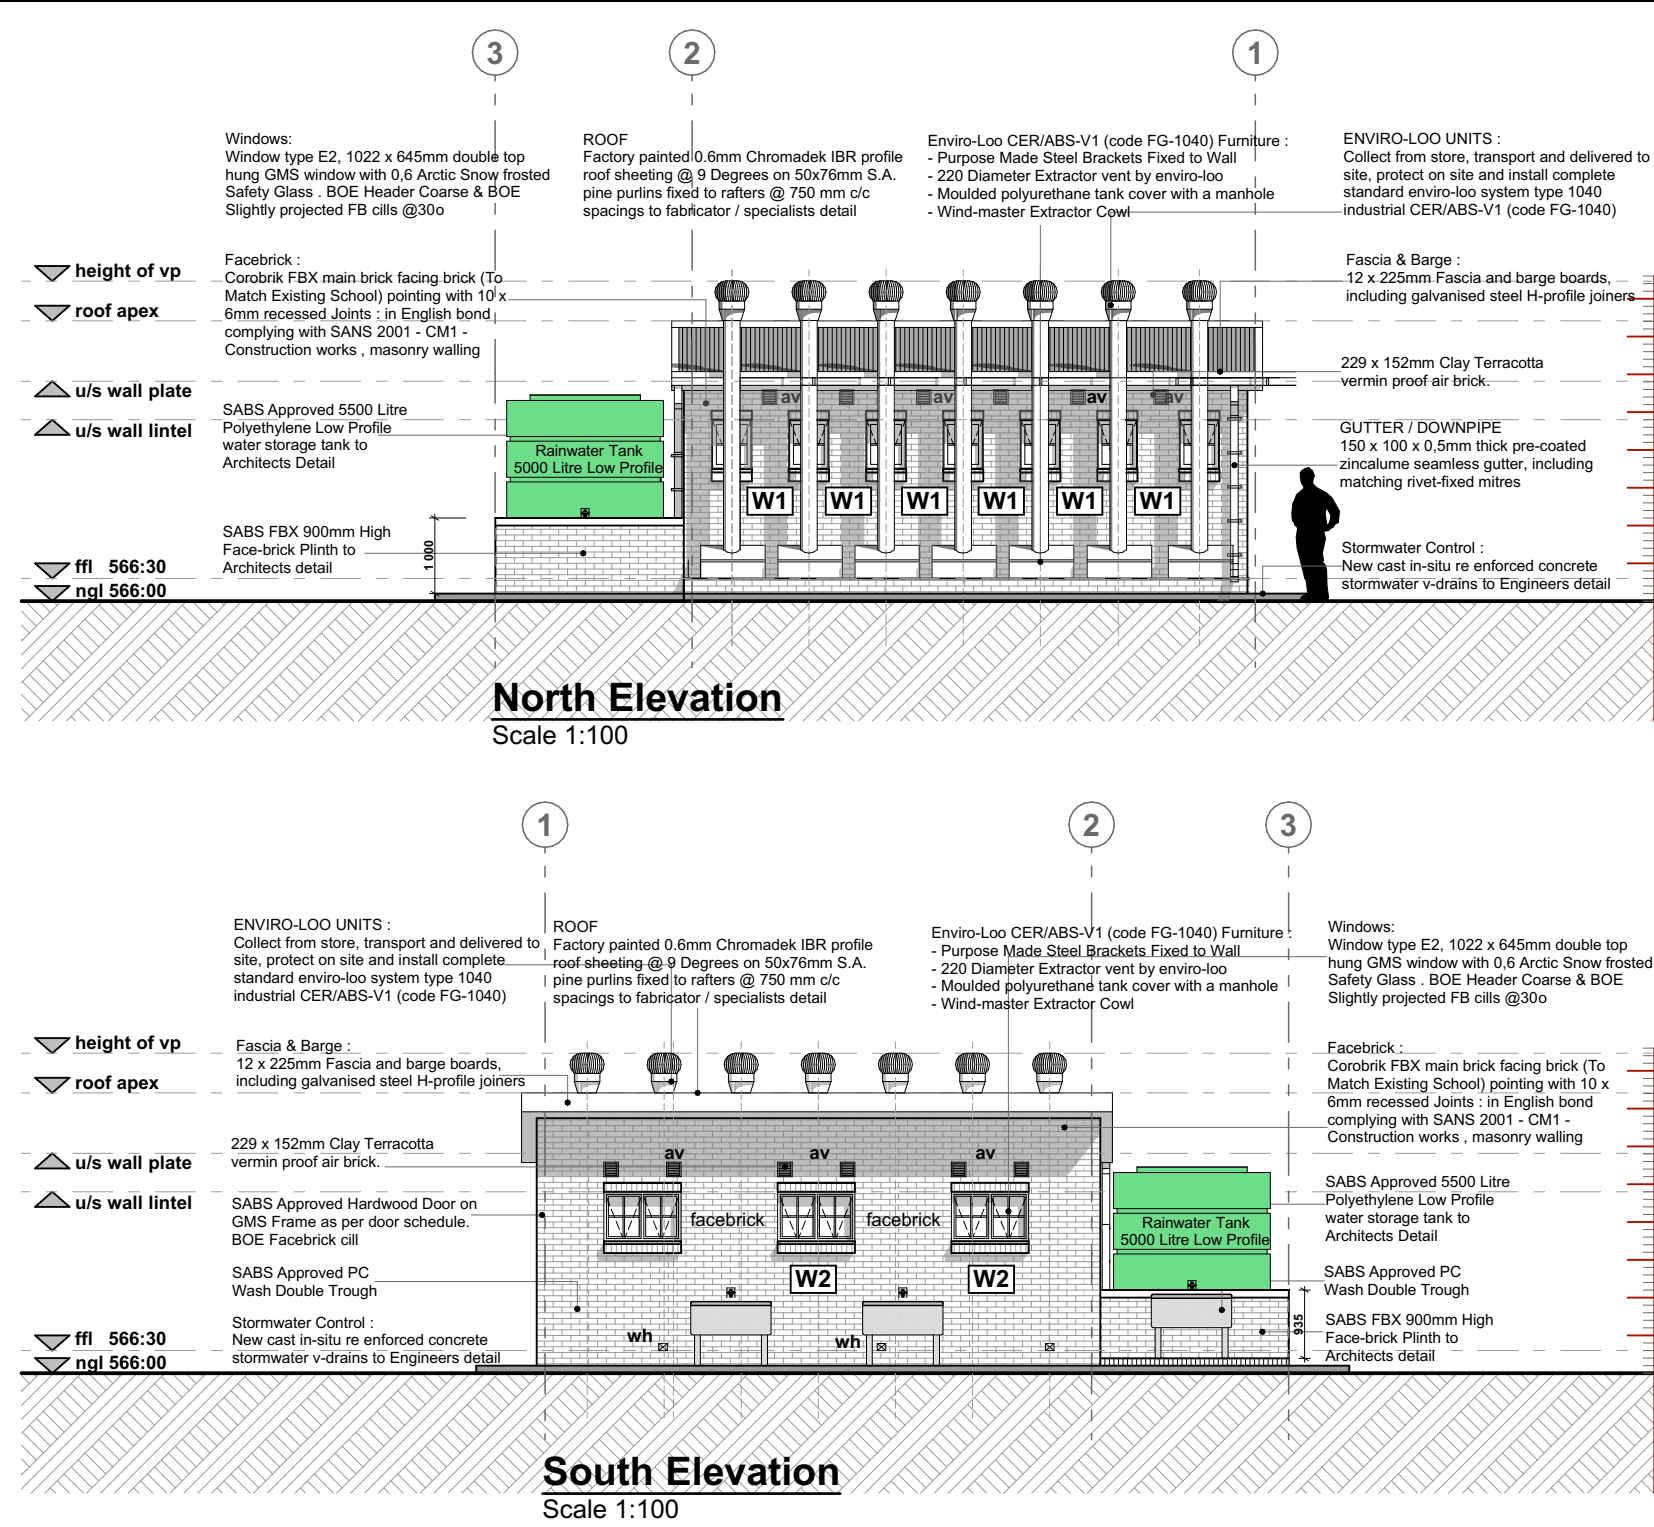 3
2
1
Windows:
Window type E2, 1022 x 645mm double top
hung GMS window with 0,6 Arctic Snow frosted
Safety Glass . BOE Header Coarse & BOE
Slightly projected FB cills @30o
ROOF
Factory painted 0.6mm Chromadek IBR profile
roof sheeting @ 9 Degrees on 50x76mm S.A.
pine purlins fixed to rafters @ 750 mm c/c
spacings to fabricator / specialists detail
Enviro-Loo CER/ABS-V1 (code FG-1040) Furniture :
- Purpose Made Steel Brackets Fixed to Wall
- 220 Diameter Extractor vent by enviro-loo
- Moulded polyurethane tank cover with a manhole
- Wind-master Extractor Cowl
ENVIRO-LOO UNITS :
Collect from store, transport and delivered to
site, protect on site and install complete
standard enviro-loo system type 1040
industrial CER/ABS-V1 (code FG-1040)
height of vp
roof apex
u/s wall plate
u/s wall lintel
ffl 566:30
ngl 566:00
Facebrick :
Corobrik FBX main brick facing brick (To
Match Existing School) pointing with 10 x
6mm recessed Joints : in English bond
complying with SANS 2001 - CM1 -
Construction works , masonry walling
SABS Approved 5500 Litre
Polyethylene Low Profile
water storage tank to
Architects Detail
SABS FBX 900mm High
Face-brick Plinth to
Architects detail
1 000
Rainwater Tank
5000 Litre Low Profile
av
av
av
av
W1
W1
W1
W1
W1
W1
Fascia & Barge :
12 x 225mm Fascia and barge boards,
including galvanised steel H-profile joiners
229 x 152mm Clay Terracotta
vermin proof air brick.
GUTTER / DOWNPIPE
150 x 100 x 0,5mm thick pre-coated
zincalume seamless gutter, including
matching rivet-fixed mitres
Stormwater Control :
New cast in-situ re enforced concrete
stormwater v-drains to Engineers detail
North Elevation
Scale 1:100
1
2
3
ENVIRO-LOO UNITS :
Collect from store, transport and delivered to
site, protect on site and install complete
standard enviro-loo system type 1040
industrial CER/ABS-V1 (code FG-1040)
ROOF
Factory painted 0.6mm Chromadek IBR profile
roof sheeting @ 9 Degrees on 50x76mm S.A.
pine purlins fixed to rafters @ 750 mm c/c
spacings to fabricator / specialists detail
Enviro-Loo CER/ABS-V1 (code FG-1040) Furniture :
- Purpose Made Steel Brackets Fixed to Wall
- 220 Diameter Extractor vent by enviro-loo
- Moulded polyurethane tank cover with a manhole
- Wind-master Extractor Cowl
Windows:
Window type E2, 1022 x 645mm double top
hung GMS window with 0,6 Arctic Snow frosted
Safety Glass . BOE Header Coarse & BOE
Slightly projected FB cills @30o
height of vp
roof apex
u/s wall plate
u/s wall lintel
ffl 566:30
ngl 566:00
Fascia & Barge :
12 x 225mm Fascia and barge boards,
including galvanised steel H-profile joiners
229 x 152mm Clay Terracotta
vermin proof air brick.
SABS Approved Hardwood Door on
GMS Frame as per door schedule.
BOE Facebrick cill
SABS Approved PC
Wash Double Trough
Stormwater Control :
New cast in-situ re enforced concrete
stormwater v-drains to Engineers detail
av
av
av
facebrick
facebrick
W2
W2
wh
wh
Rainwater Tank
5000 Litre Low Profile
935
Facebrick :
Corobrik FBX main brick facing brick (To
Match Existing School) pointing with 10 x
6mm recessed Joints : in English bond
complying with SANS 2001 - CM1 -
Construction works , masonry walling
SABS Approved 5500 Litre
Polyethylene Low Profile
water storage tank to
Architects Detail
SABS Approved PC
Wash Double Trough
SABS FBX 900mm High
Face-brick Plinth to
Architects detail
South Elevation
Scale 1:100